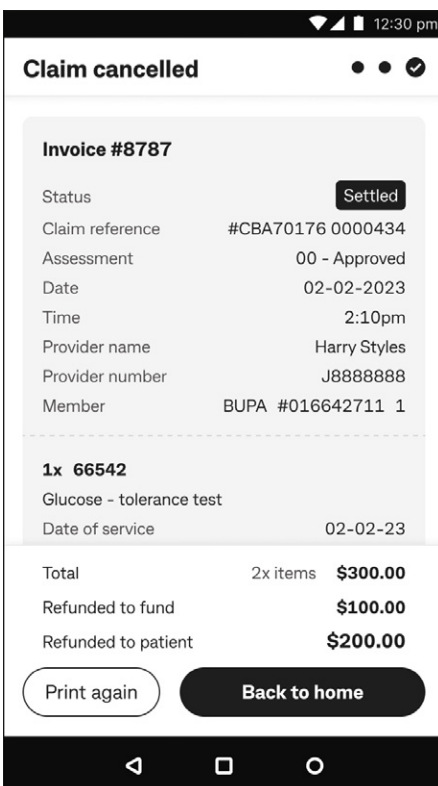 12:30 pm
Claim cancelled
Invoice #8787
Status Settled
Claim reference #CBA70176 0000434
Assessment 00 - Approved
Date 02-02-2023
Time 2:10pm
Provider name Harry Styles
Provider number J8888888
Member BUPA #016642711 1
1x 66542
Glucose - tolerance test
Date of service 02-02-23
Total 2x items $300.00
Refunded to fund $100.00
Refunded to patient $200.00
Print again Back to home